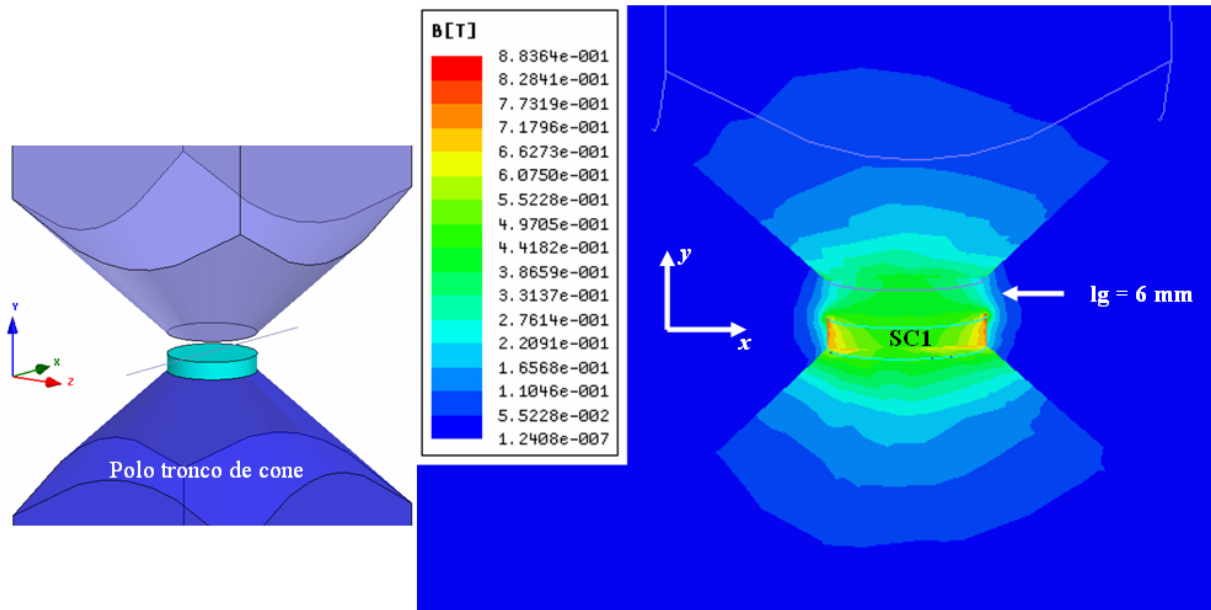 Y
X
Z
Polo tronco de cone
B[T]
8.8364e-001
8.2841e-001
7.7319e-001
7.1796e-001
6.6273e-001
6.0750e-001
5.5228e-001
4.9705e-001
4.4182e-001
3.8659e-001
3.3137e-001
2.7614e-001
2.2091e-001
1.6568e-001
1.1046e-001
5.5228e-002
1.2408e-007
y
x
lg = 6 mm
SC1